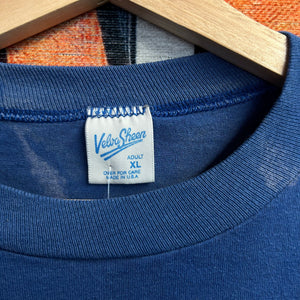 Velva Sheen
ADULT
XL
OVER FOR CARE
MADE IN U.S.A.